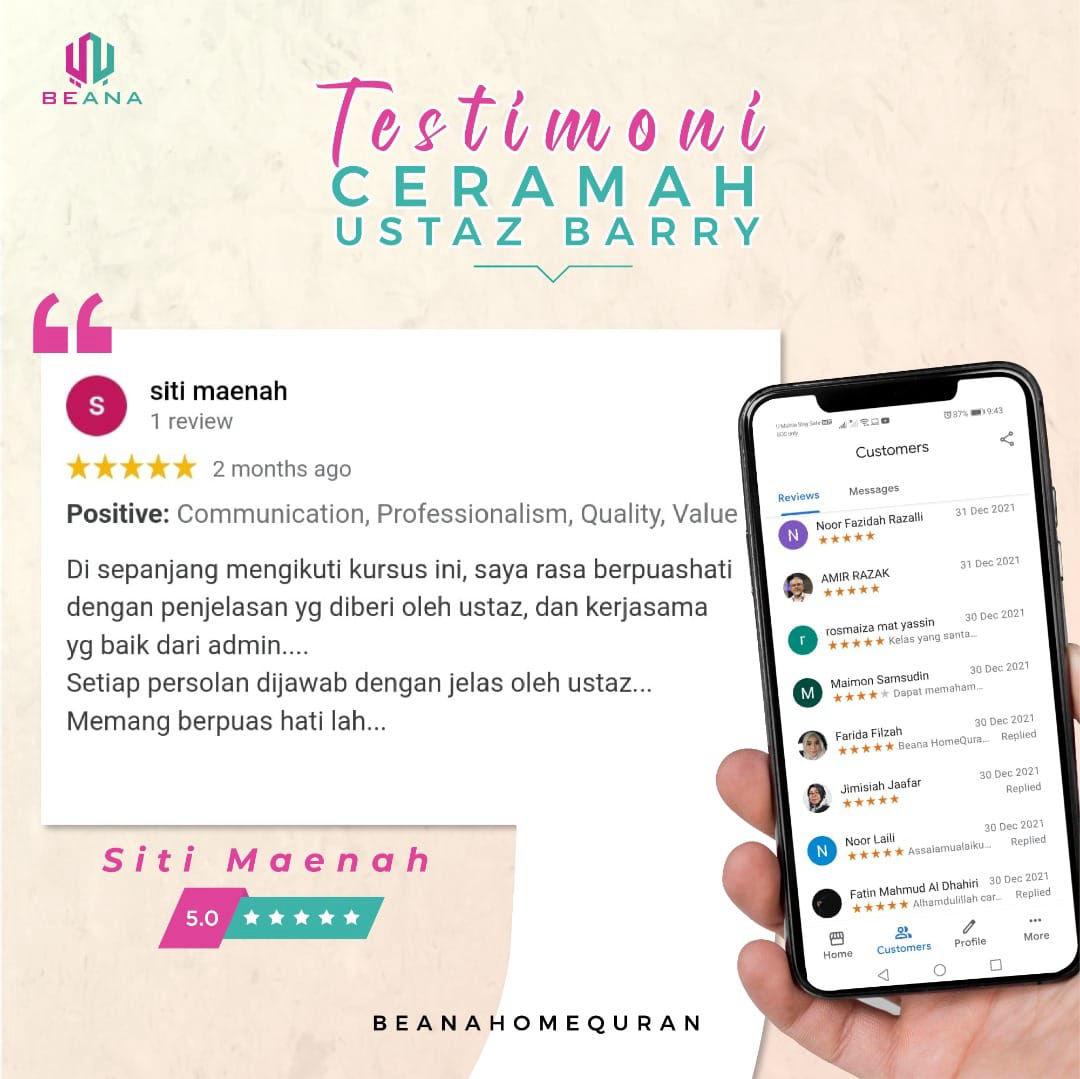 BEANA
Testimoni
CERAMAH
USTAZ BARRY
siti maenah
S
1 review
2 months ago
Positive: Communication, Professionalism, Quality, Value
Di sepanjang mengikuti kursus ini, saya rasa berpuashati
dengan penjelasan yg diberi oleh ustaz, dan kerjasama
yg baik dari admin....
Setiap persolan dijawab dengan jelas oleh ustaz...
Memang berpuas hati lah...
Siti Maenah
5.0
BEANAHOMEQURAN
87% 9:43
Customers
Reviews Messages
N Noor Fazidah Razalli 31 Dec 2021
AMIR RAZAK 31 Dec 2021
r rosmaiza mat yassin 30 Dec 2021
Kelas yang santa...
M Maimon Samsudin 30 Dec 2021
Dapat memaham...
Farida Filzah 30 Dec 2021
Beana HomeQura... Replied
Jimisiah Jaafar 30 Dec 2021
Replied
N Noor Laili 30 Dec 2021
Assalamualaiku... Replied
Fatin Mahmud Al Dhahiri 30 Dec 2021
Alhamdulillah car... Replied
Home Customers Profile More